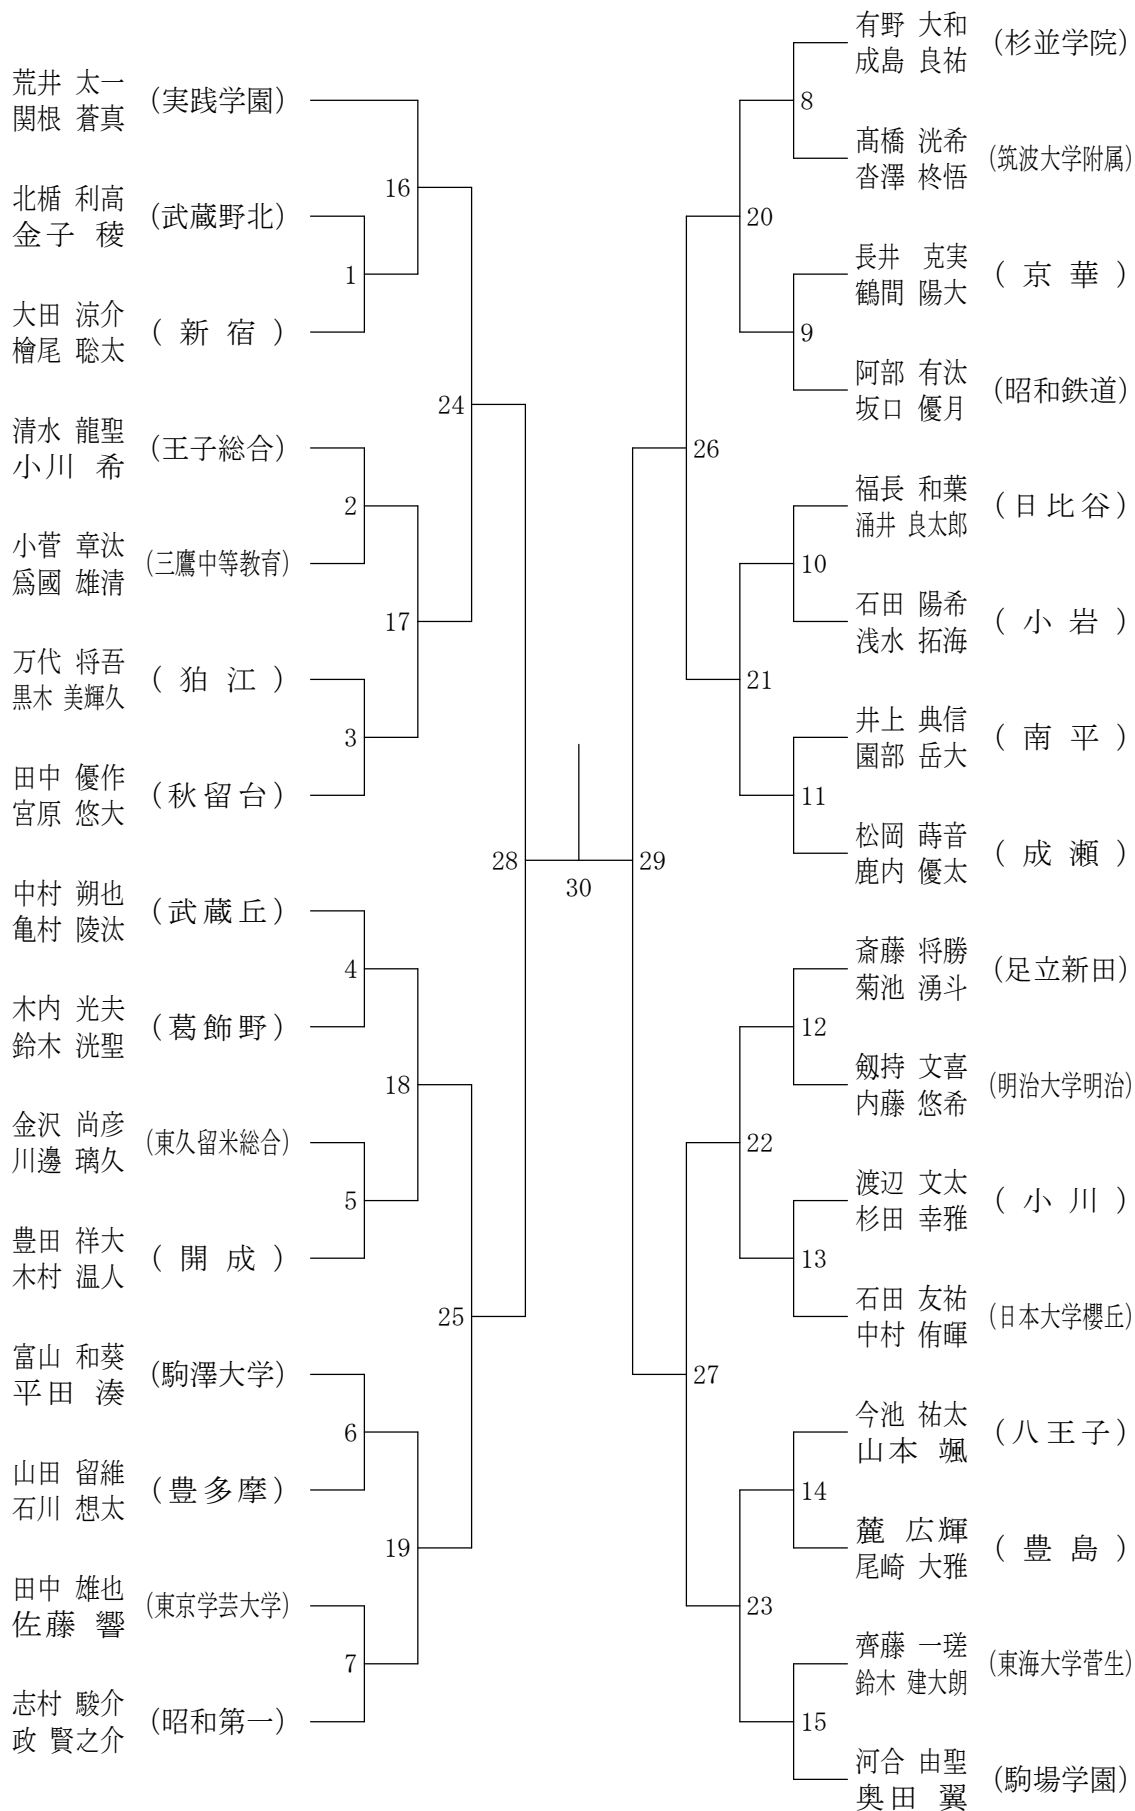 荒井 太一
関根 蒼真
(実践学園)
北楯 利高
金子 稜
(武蔵野北)
大田 涼介
檜尾 聡太
(新宿)
清水 龍聖
小川 希
(王子総合)
小菅 章汰
爲國 雄清
(三鷹中等教育)
万代 将吾
黒木 美輝久
(狛江)
田中 優作
宮原 悠大
(秋留台)
中村 朔也
亀村 陵汰
(武蔵丘)
木内 光夫
鈴木 洸聖
(葛飾野)
金沢 尚彦
川邊 璃久
(東久留米総合)
豊田 祥大
木村 温人
(開成)
富山 和葵
平田 湊
(駒澤大学)
山田 留維
石川 想太
(豊多摩)
田中 雄也
佐藤 響
(東京学芸大学)
志村 駿介
政 賢之介
(昭和第一)
1
2
3
4
5
6
7
16
17
18
19
24
25
28
30
29
26
27
20
21
22
23
8
9
10
11
12
13
14
15
有野 大和
成島 良祐
(杉並学院)
髙橋 洸希
沓澤 柊悟
(筑波大学附属)
長井 克実
鶴間 陽大
(京華)
阿部 有汰
坂口 優月
(昭和鉄道)
福長 和葉
涌井 良太郎
(日比谷)
石田 陽希
浅水 拓海
(小岩)
井上 典信
園部 岳大
(南平)
松岡 蒔音
鹿内 優太
(成瀬)
斎藤 将勝
菊池 湧斗
(足立新田)
剱持 文喜
内藤 悠希
(明治大学明治)
渡辺 文太
杉田 幸雅
(小川)
石田 友祐
中村 侑暉
(日本大学櫻丘)
今池 祐太
山本 颯
(八王子)
麓 広輝
尾崎 大雅
(豊島)
齊藤 一瑳
鈴木 建大朗
(東海大学菅生)
河合 由聖
奥田 翼
(駒場学園)